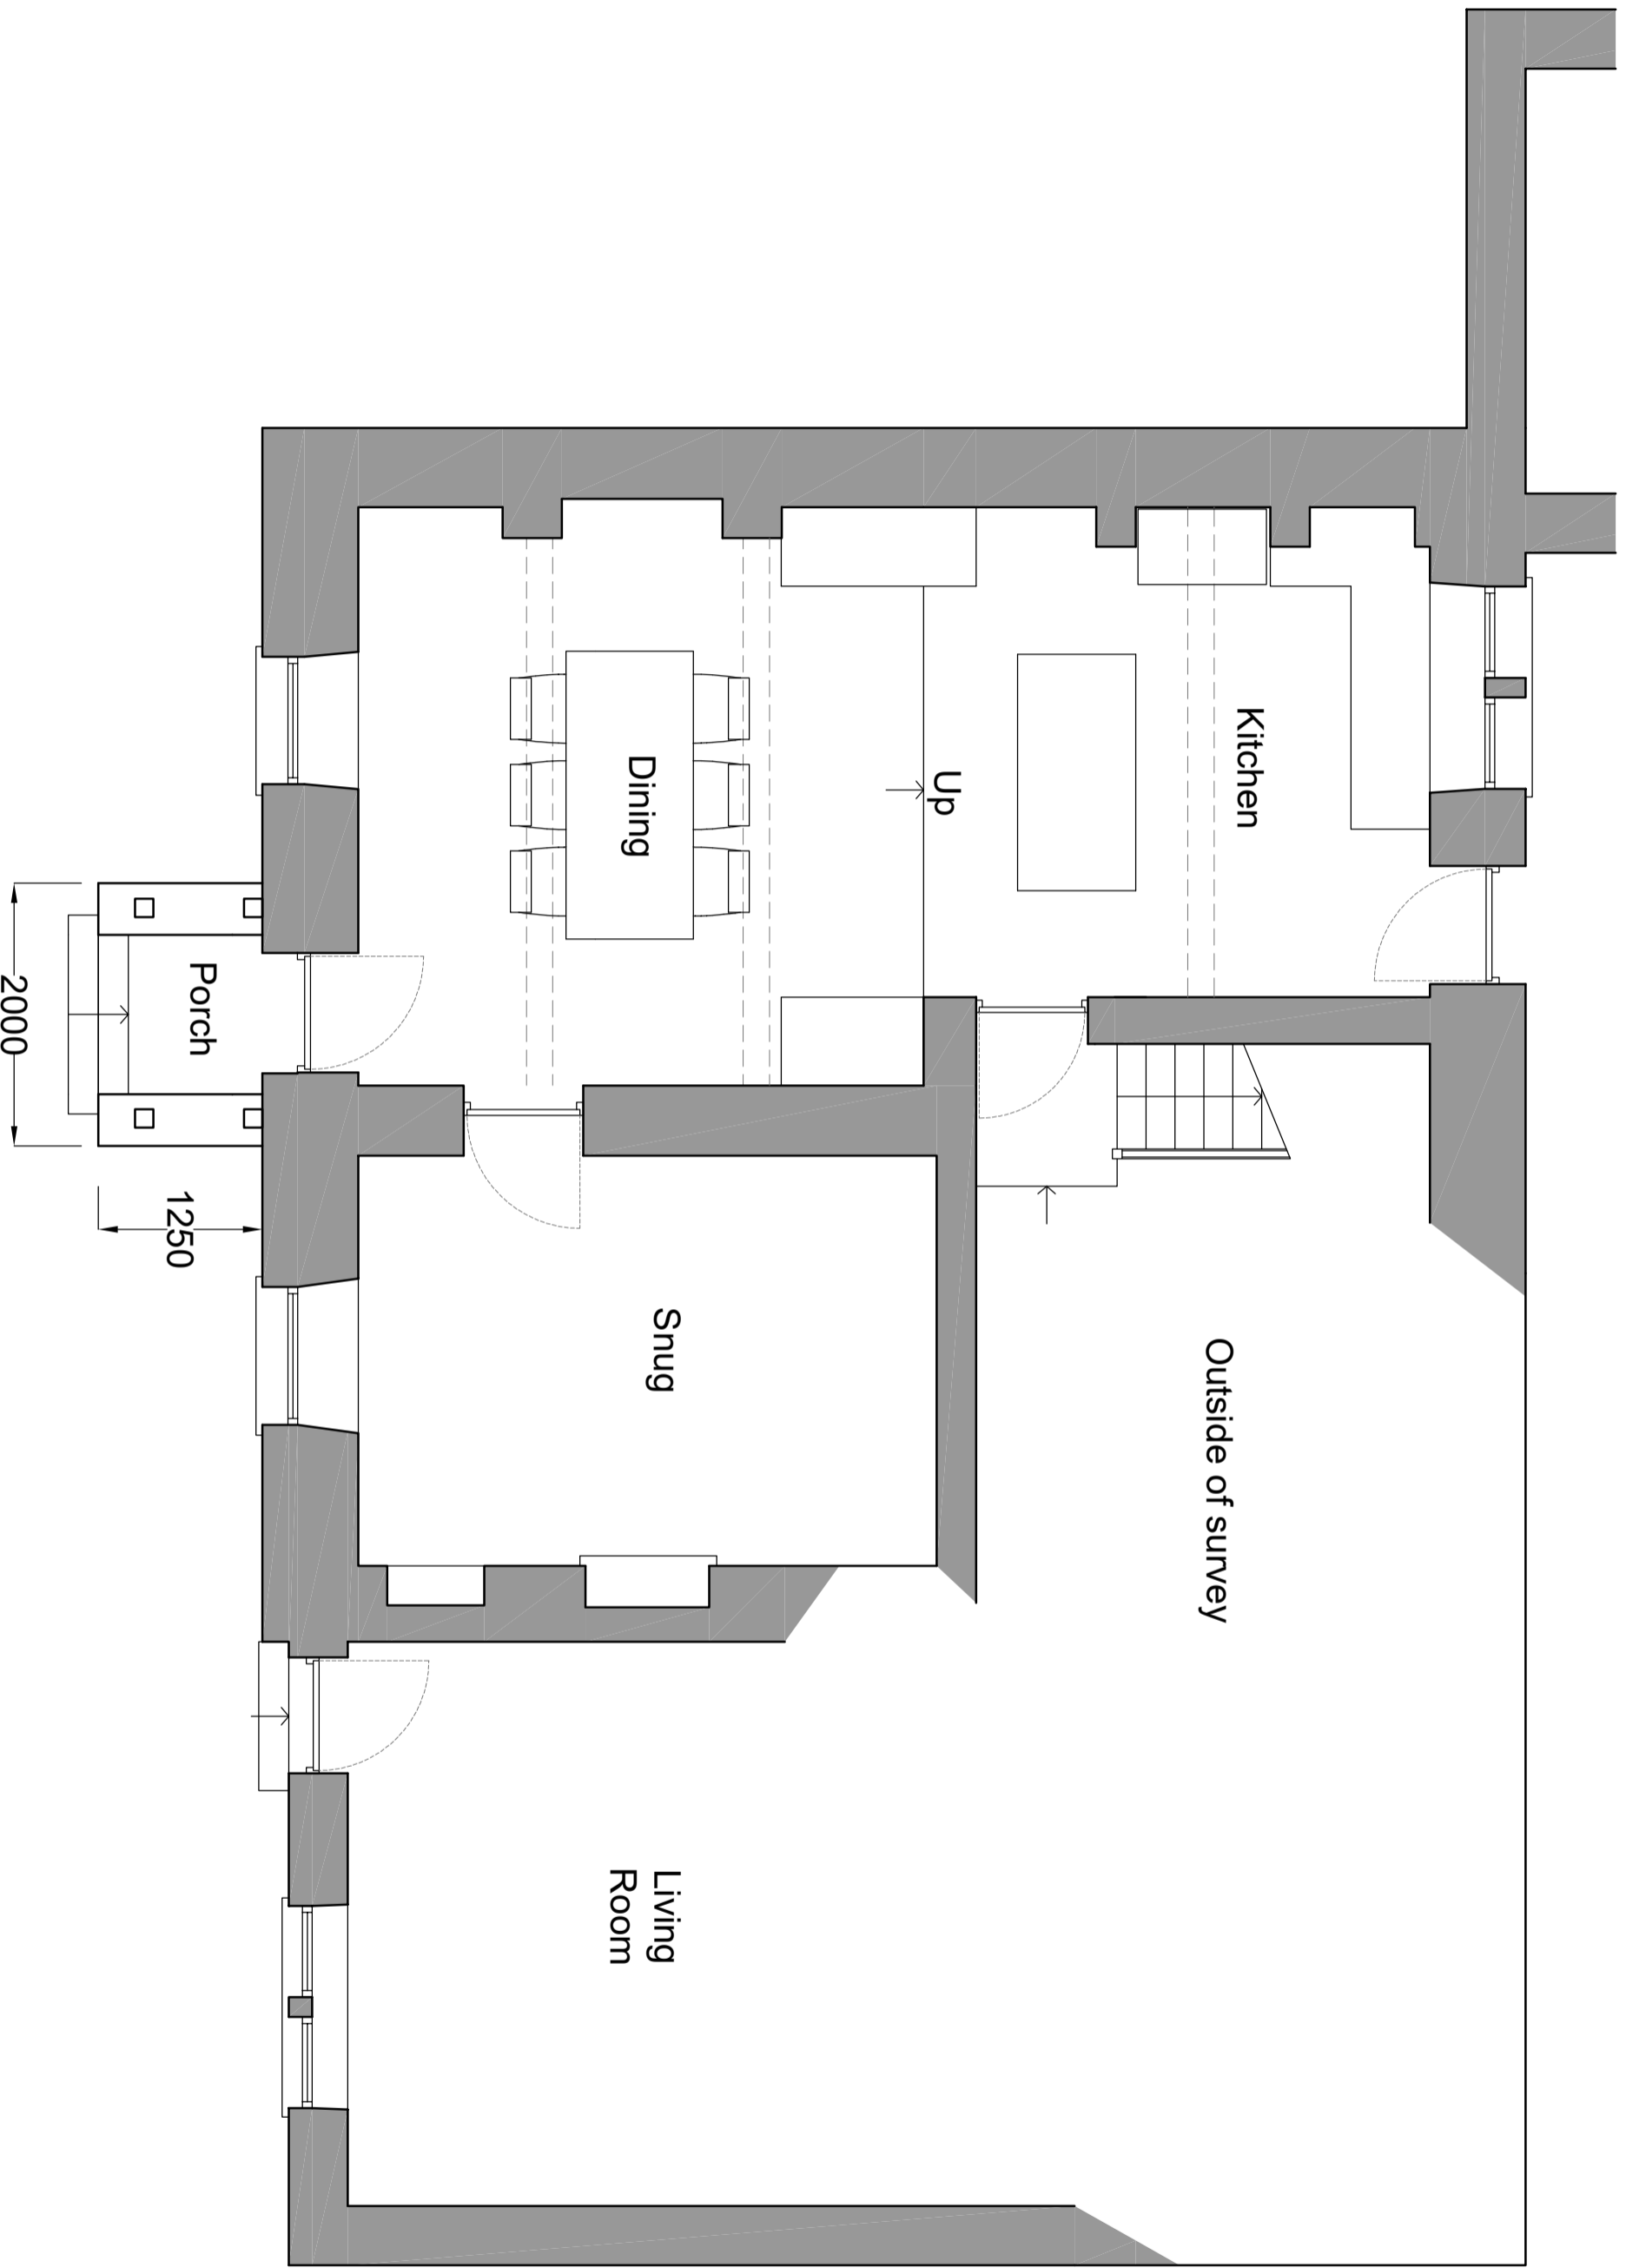 Kitchen
Outside of survey
Up
Dining
Snug
Living
Room
Porch
1250
2000